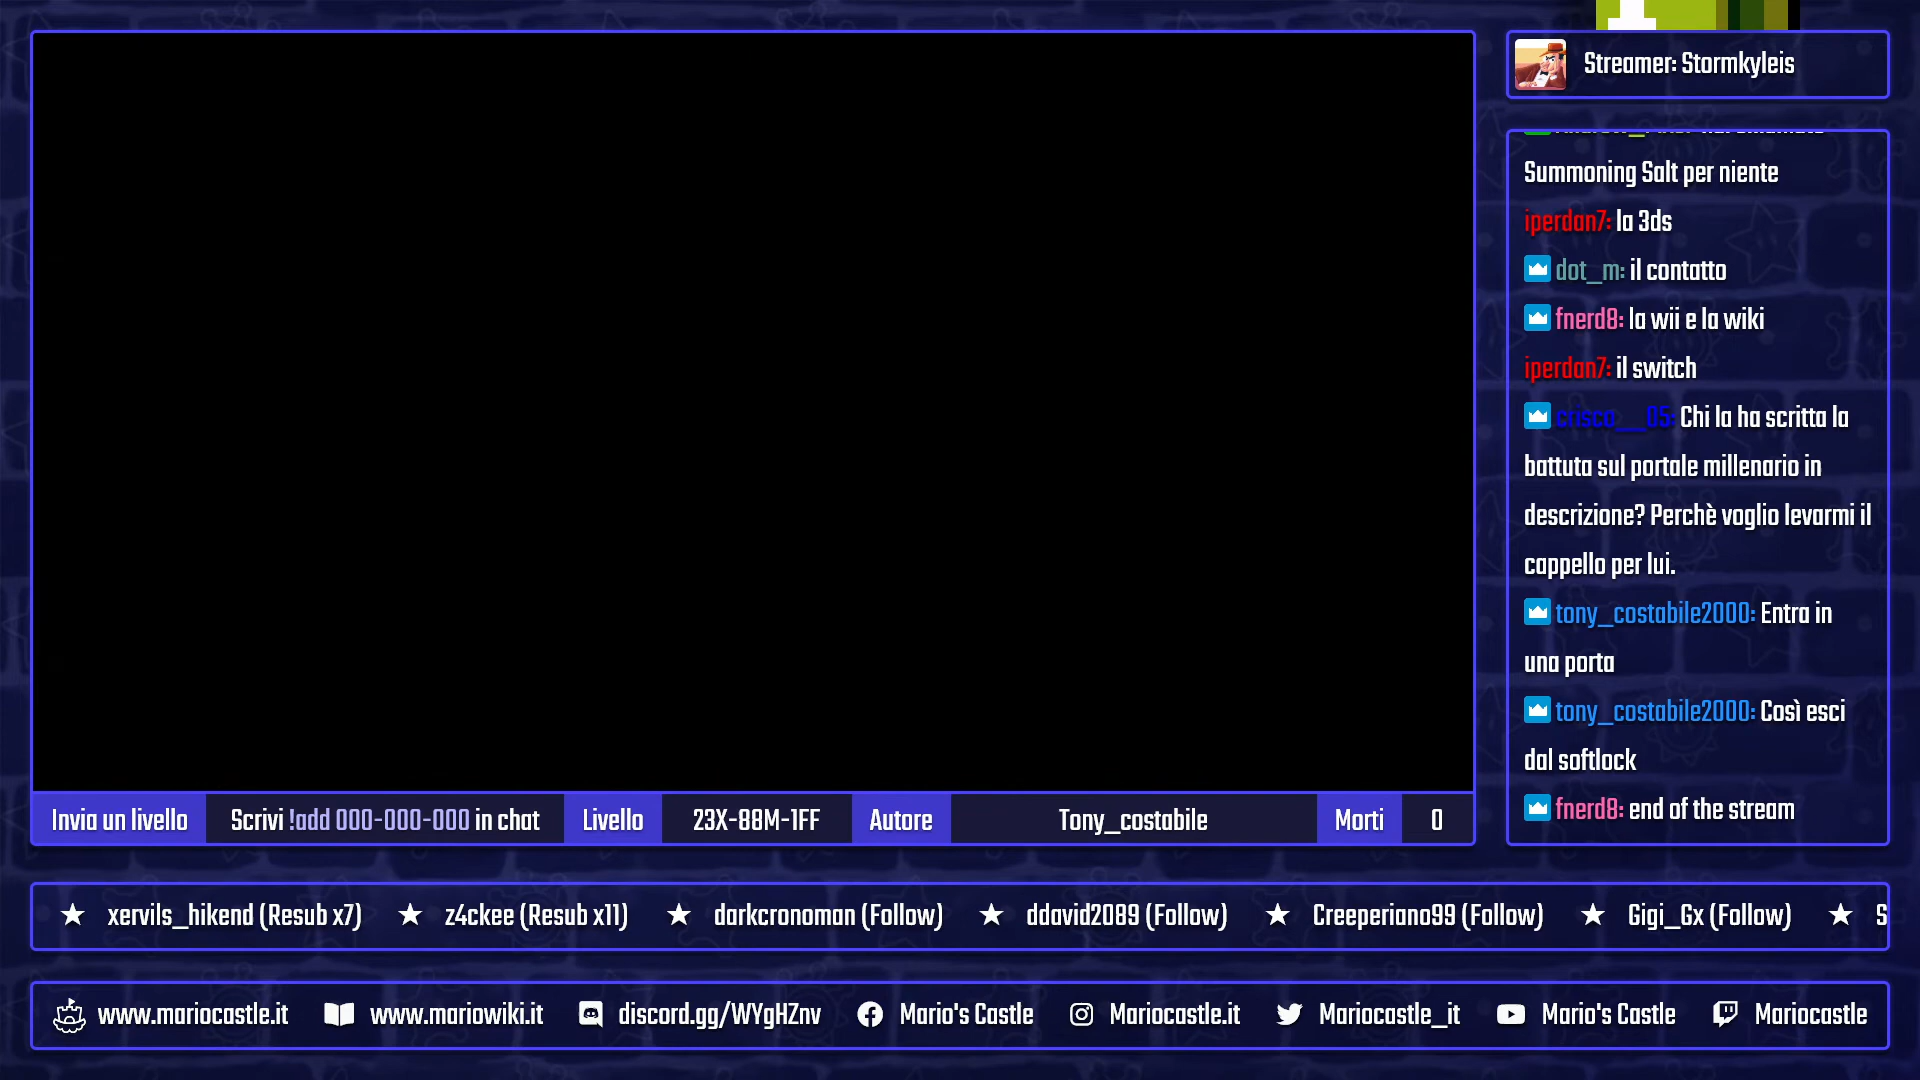 Streamer: Stormkyleis
Summoning Salt per niente
iperdan7: la 3ds
dot_m: il contatto
fnerd8: la wii e la wiki
iperdan7: il switch
crisco__05: Chi la ha scritta la
battuta sul portale millenario in
descrizione? Perchè voglio levarmi il
cappello per lui.
tony_costabile2000: Entra in
una porta
tony_costabile2000: Così esci
dal softlock
fnerd8: end of the stream
Invia un livello Scrivi !add 000-000-000 in chat Livello 23X-88M-1FF Autore Tony_costabile Morti 0
★ xervils_hikend (Resub x7) ★ z4ckee (Resub x11) ★ darkcronoman (Follow) ★ ddavid2089 (Follow) ★ Creeperiano99 (Follow) ★ Gigi_Gx (Follow) ★ S
www.mariocastle.it www.mariowiki.it discord.gg/WYgHZnv Mario's Castle Mariocastle.it Mariocastle_it Mario's Castle Mariocastle